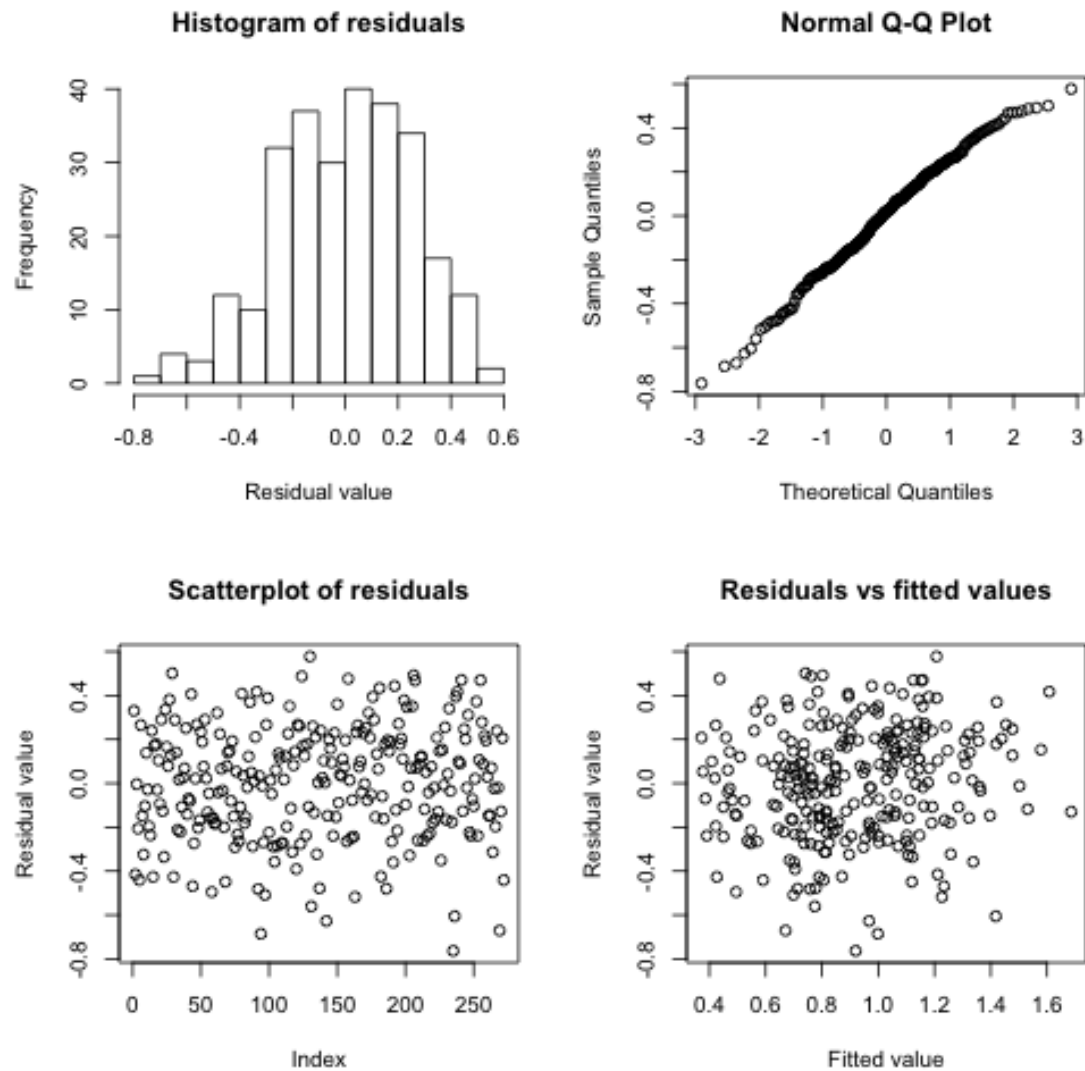 Histogram of residuals
Frequency
0 10 20 30 40
-0.8 -0.4 0.0 0.2 0.4 0.6
Residual value
Normal Q-Q Plot
Sample Quantiles
-0.8 -0.4 0.0 0.4
-3 -2 -1 0 1 2 3
Theoretical Quantiles
Scatterplot of residuals
Residual value
-0.8 -0.4 0.0 0.4
0 50 100 150 200 250
Index
Residuals vs fitted values
Residual value
-0.8 -0.4 0.0 0.4
0.4 0.6 0.8 1.0 1.2 1.4 1.6
Fitted value